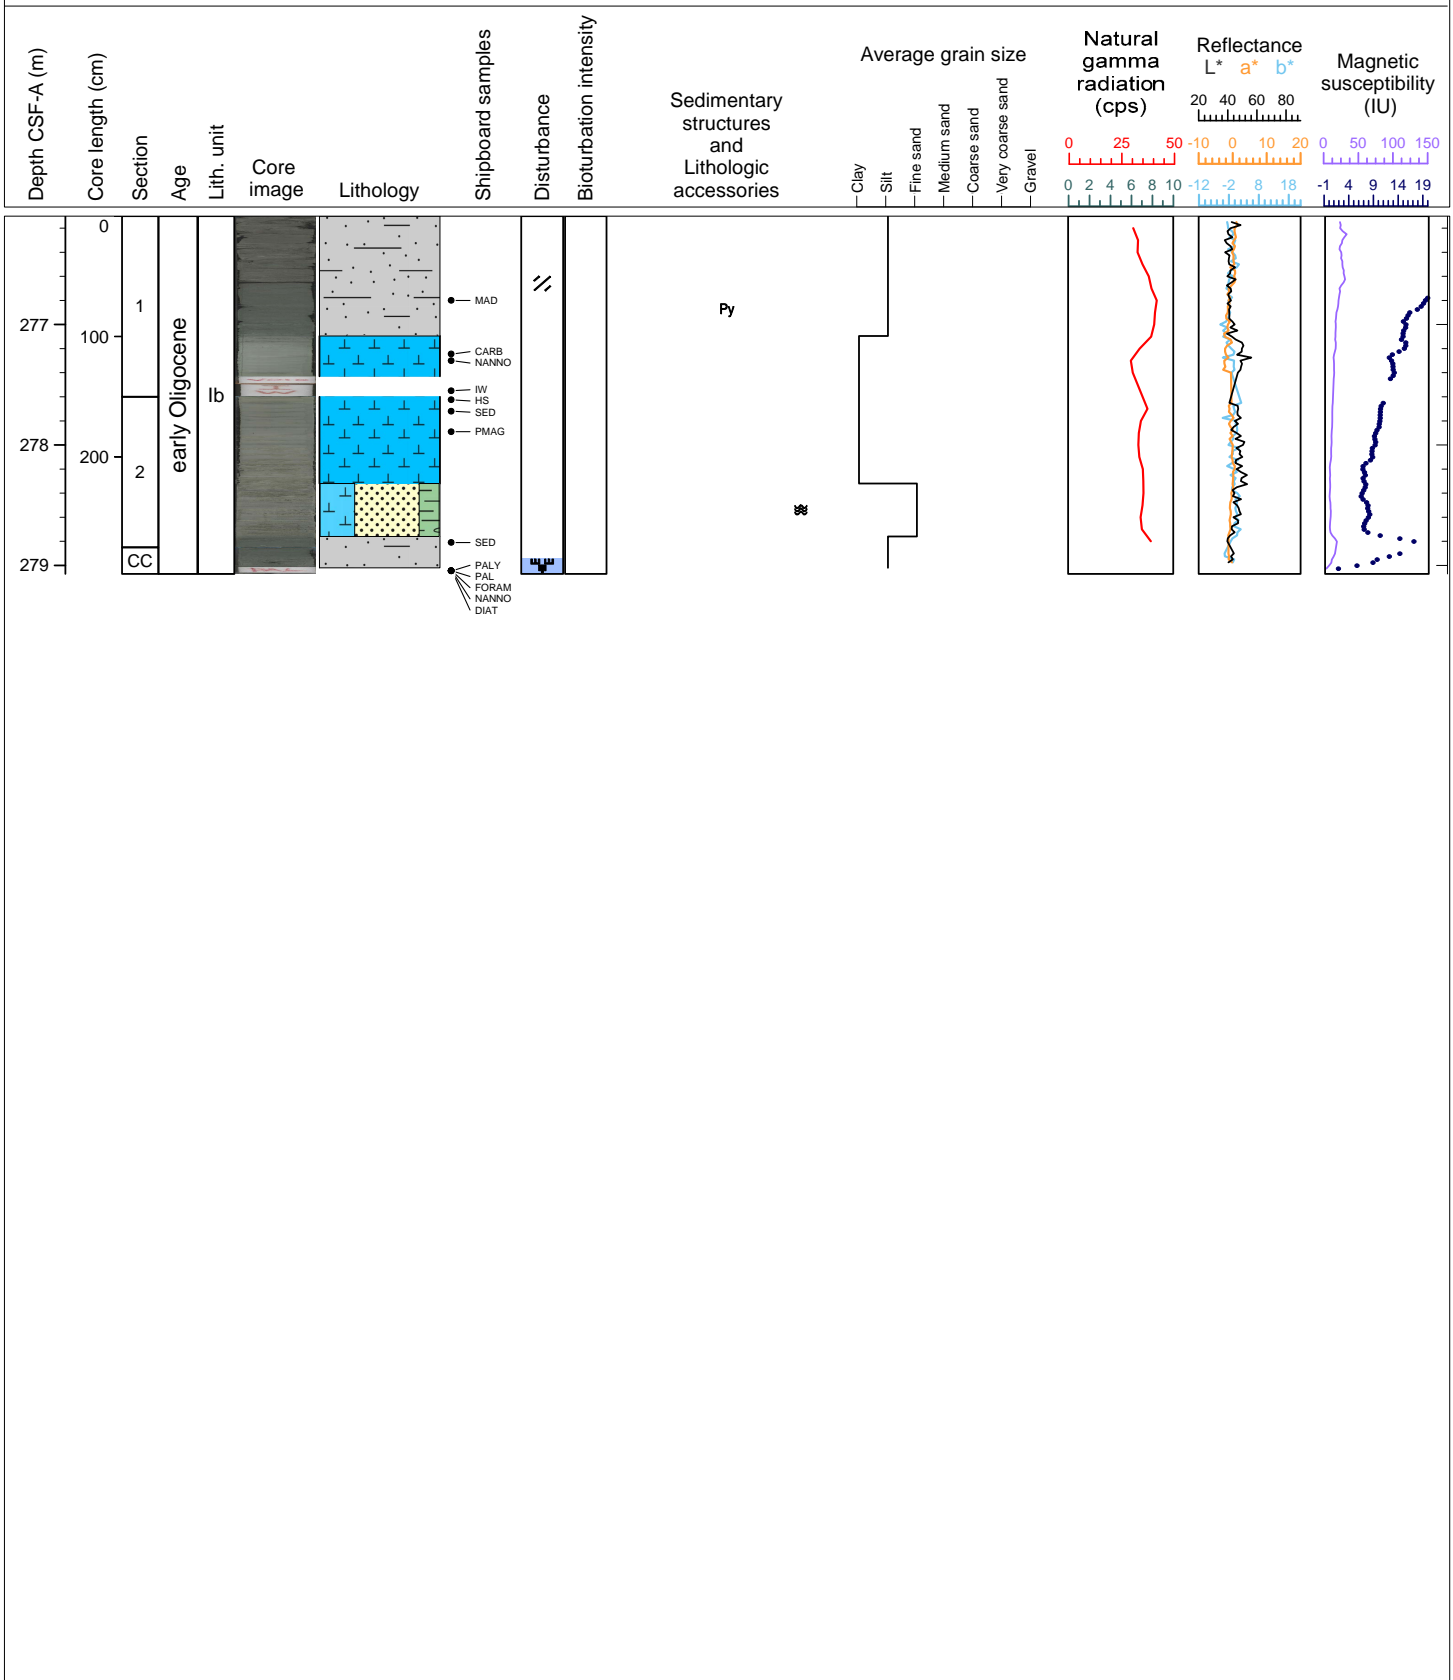 Depth CSF-A (m)
Core length (cm)
Section
Age
Lith. unit
Core
image
Lithology
Shipboard samples
Disturbance
Bioturbation intensity
Sedimentary
structures
and
Lithologic
accessories
Average grain size
Clay
Silt
Fine sand
Medium sand
Coarse sand
Very coarse sand
Gravel
Natural
gamma
radiation
(cps)
0 25 50
0 2 4 6 8 10
Reflectance
L* a* b*
20 40 60 80
-10 0 10 20
-12 -2 8 18
Magnetic
susceptibility
(IU)
0 50 100 150
-1 4 9 14 19
0
1
MAD
Py
277
100
early Oligocene
CARB
NANNO
Ib
IW
HS
SED
PMAG
278
200
2
SED
279
CC
PALY
PAL
FORAM
NANNO
DIAT